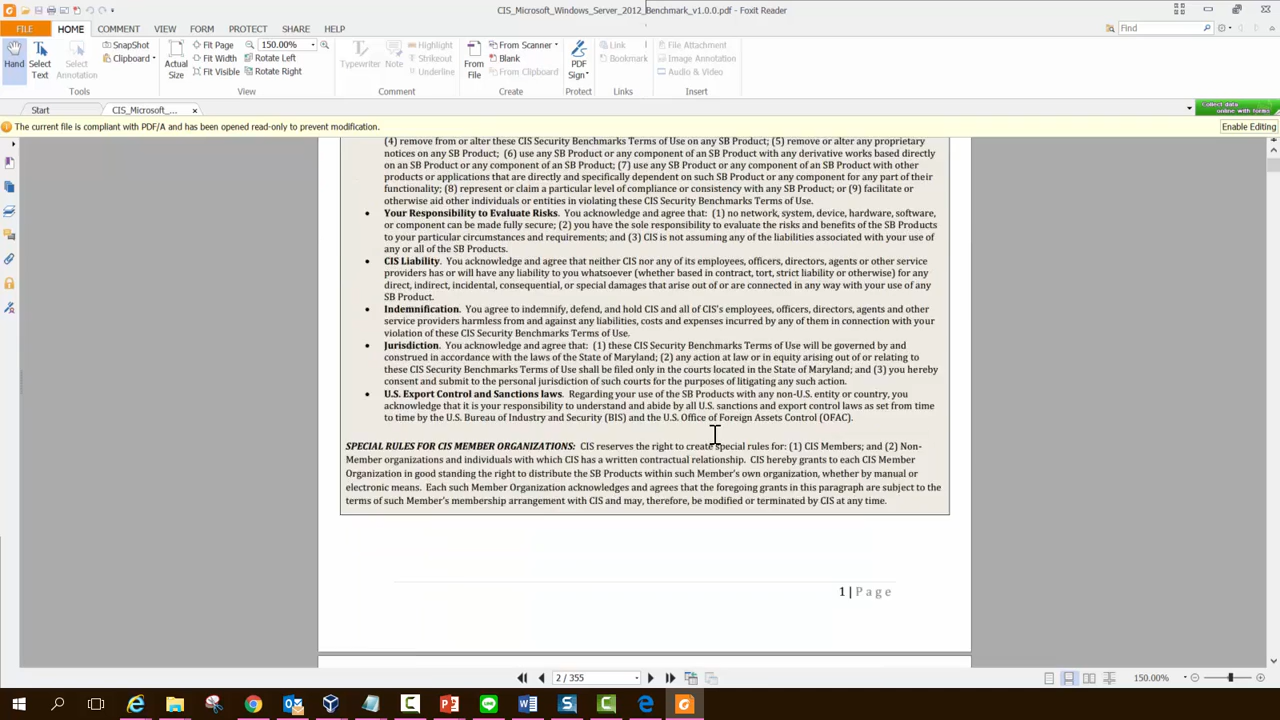 CIS_Microsoft_Windows_Server_2012_Benchmark_v1.0.0.pdf - Foxit Reader
FILE HOME COMMENT VIEW FORM PROTECT SHARE HELP
Find
Hand
Select Text
Select Annotation
SnapShot
Clipboard
Tools
Actual Size
Fit Page
Fit Width
Fit Visible
150.00%
Rotate Left
Rotate Right
View
Typewriter
Note
Highlight
Strikeout
Underline
Comment
From File
From Scanner
Blank
From Clipboard
Create
PDF Sign
Protect
Link
Bookmark
Links
File Attachment
Image Annotation
Audio & Video
Insert
Start CIS_Microsoft_...
Collect data
online with forms
The current file is compliant with PDF/A and has been opened read-only to prevent modification. Enable Editing
(4) remove from or alter these CIS Security Benchmarks Terms of Use on any SB Product; (5) remove or alter any proprietary
notices on any SB Product; (6) use any SB Product or any component of an SB Product with any derivative works based directly
on an SB Product or any component of an SB Product; (7) use any SB Product or any component of an SB Product with other
products or applications that are directly and specifically dependent on such SB Product or any component for any part of their
functionality; (8) represent or claim a particular level of compliance or consistency with any SB Product; or (9) facilitate or
otherwise aid other individuals or entities in violating these CIS Security Benchmarks Terms of Use.
• Your Responsibility to Evaluate Risks. You acknowledge and agree that: (1) no network, system, device, hardware, software,
or component can be made fully secure; (2) you have the sole responsibility to evaluate the risks and benefits of the SB Products
to your particular circumstances and requirements; and (3) CIS is not assuming any of the liabilities associated with your use of
any or all of the SB Products.
• CIS Liability. You acknowledge and agree that neither CIS nor any of its employees, officers, directors, agents or other service
providers has or will have any liability to you whatsoever (whether based in contract, tort, strict liability or otherwise) for any
direct, indirect, incidental, consequential, or special damages that arise out of or are connected in any way with your use of any
SB Product.
• Indemnification. You agree to indemnify, defend, and hold CIS and all of CIS's employees, officers, directors, agents and other
service providers harmless from and against any liabilities, costs and expenses incurred by any of them in connection with your
violation of these CIS Security Benchmarks Terms of Use.
• Jurisdiction. You acknowledge and agree that: (1) these CIS Security Benchmarks Terms of Use will be governed by and
construed in accordance with the laws of the State of Maryland; (2) any action at law or in equity arising out of or relating to
these CIS Security Benchmarks Terms of Use shall be filed only in the courts located in the State of Maryland; and (3) you hereby
consent and submit to the personal jurisdiction of such courts for the purposes of litigating any such action.
• U.S. Export Control and Sanctions laws. Regarding your use of the SB Products with any non-U.S. entity or country, you
acknowledge that it is your responsibility to understand and abide by all U.S. sanctions and export control laws as set from time
to time by the U.S. Bureau of Industry and Security (BIS) and the U.S. Office of Foreign Assets Control (OFAC).
SPECIAL RULES FOR CIS MEMBER ORGANIZATIONS: CIS reserves the right to create special rules for: (1) CIS Members; and (2) Non-
Member organizations and individuals with which CIS has a written contractual relationship. CIS hereby grants to each CIS Member
Organization in good standing the right to distribute the SB Products within such Member's own organization, whether by manual or
electronic means. Each such Member Organization acknowledges and agrees that the foregoing grants in this paragraph are subject to the
terms of such Member's membership arrangement with CIS and may, therefore, be modified or terminated by CIS at any time.
1 | Page
2 / 355
150.00%